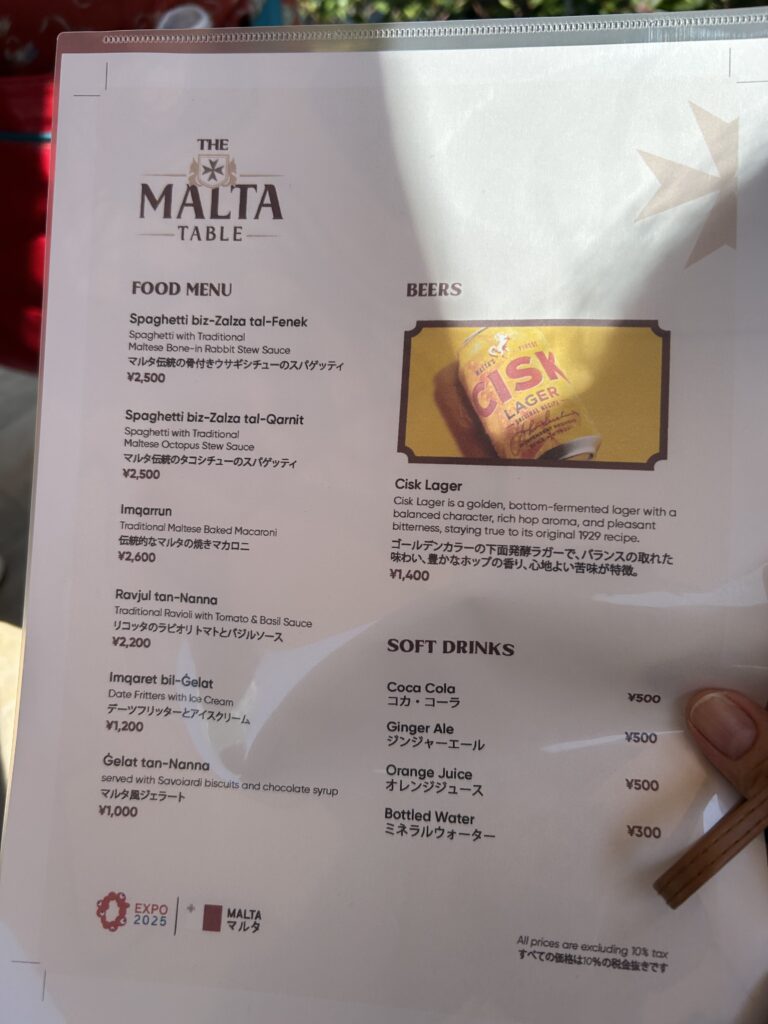 THE
MALTA
TABLE
FOOD MENU
Spaghetti biz-Zalza tal-Fenek
Spaghetti with Traditional
Maltese Bone-in Rabbit Stew Sauce
マルタ伝統の骨付きウサギシチューのスパゲッティ
¥2,500
Spaghetti biz-Zalza tal-Qarnit
Spaghetti with Traditional
Maltese Octopus Stew Sauce
マルタ伝統のタコシチューのスパゲッティ
¥2,500
Imqarrun
Traditional Maltese Baked Macaroni
伝統的なマルタの焼きマカロニ
¥2,600
Ravjul tan-Nanna
Traditional Ravioli with Tomato & Basil Sauce
リコッタのラビオリ トマトとバジルソース
¥2,200
Imqaret bil-Ġelat
Date Fritters with Ice Cream
デーツフリッターとアイスクリーム
¥1,200
Ġelat tan-Nanna
served with Savoiardi biscuits and chocolate syrup
マルタ風ジェラート
¥1,000
BEERS
MALTA'S FINEST
CISK
LAGER
ORIGINAL RECIPE
Cisk Lager
Cisk Lager is a golden, bottom-fermented lager with a
balanced character, rich hop aroma, and pleasant
bitterness, staying true to its original 1929 recipe.
ゴールデンカラーの下面発酵ラガーで、バランスの取れた
味わい、豊かなホップの香り、心地よい苦味が特徴。
¥1,400
SOFT DRINKS
Coca Cola ¥500
コカ・コーラ
Ginger Ale ¥500
ジンジャーエール
Orange Juice ¥500
オレンジジュース
Bottled Water ¥300
ミネラルウォーター
EXPO
2025
MALTA
マルタ
All prices are excluding 10% tax
すべての価格は10%の税金抜きです